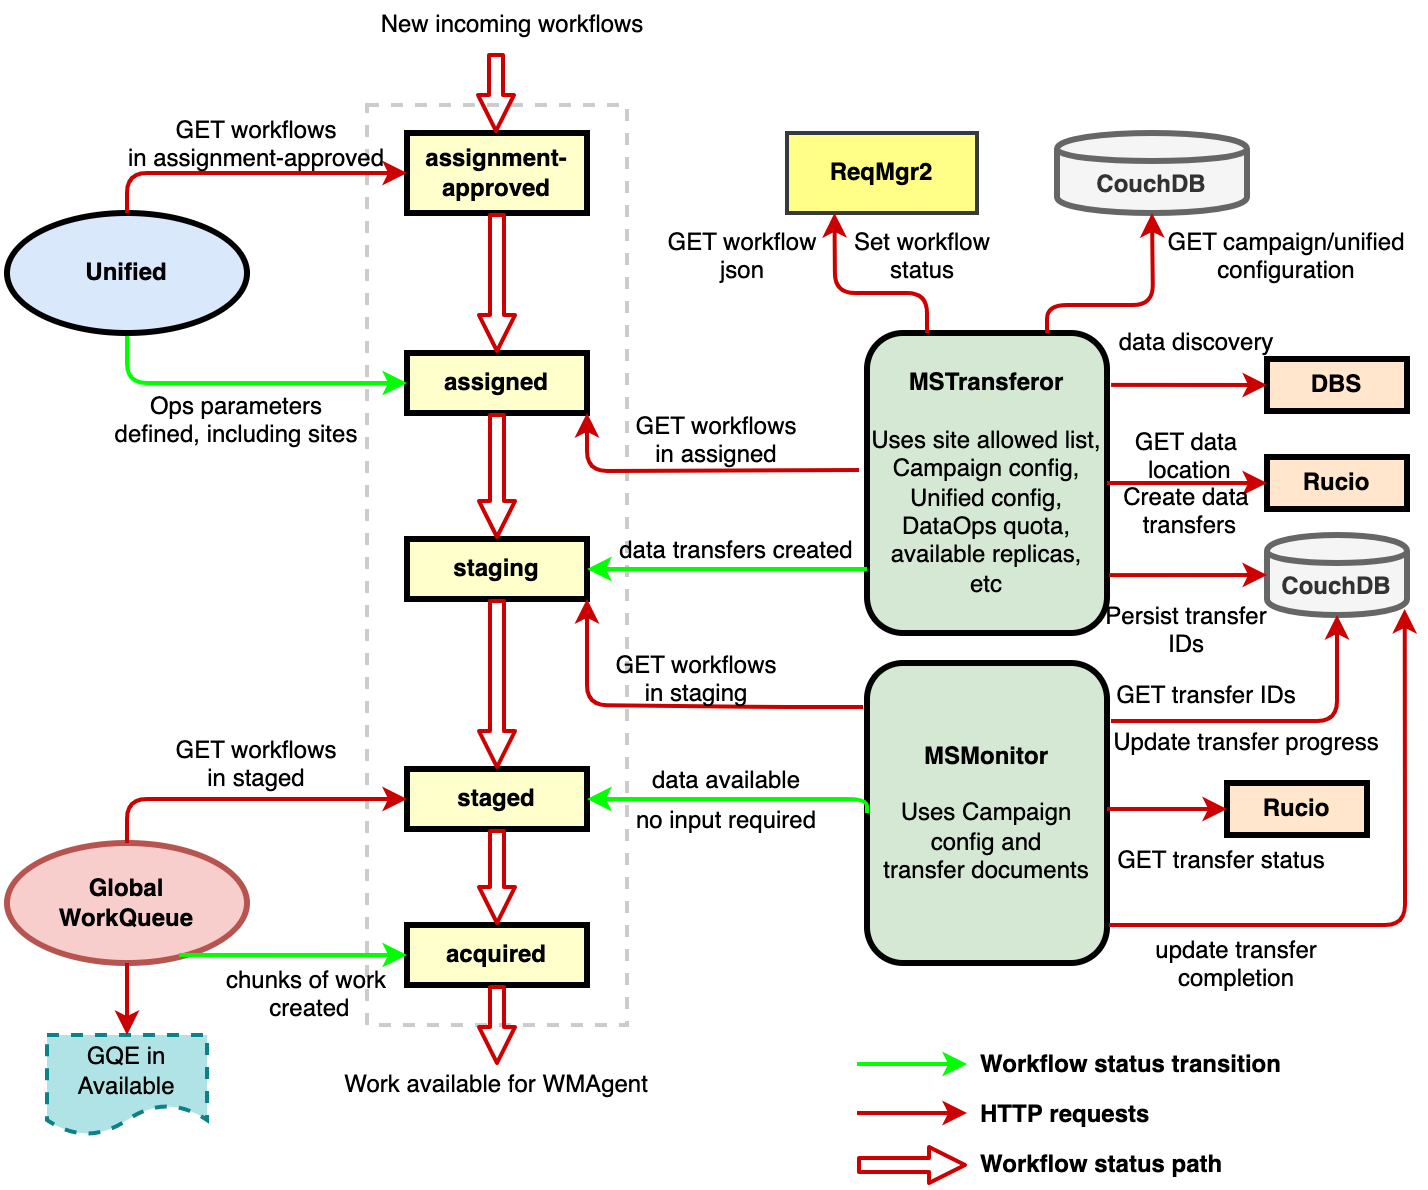 New incoming workflows
GET workflows
in assignment-approved
assignment-
approved
ReqMgr2
CouchDB
GET workflow
json
Set workflow
status
GET campaign/unified
configuration
Unified
assigned
Ops parameters
defined, including sites
GET workflows
in assigned
MSTransferor
Uses site allowed list,
Campaign config,
Unified config,
DataOps quota,
available replicas,
etc
data discovery
DBS
GET data
location
Create data
transfers
Rucio
staging
data transfers created
CouchDB
Persist transfer
IDs
GET workflows
in staging
GET transfer IDs
Update transfer progress
MSMonitor
Uses Campaign
config and
transfer documents
GET workflows
in staged
staged
data available
no input required
Rucio
GET transfer status
Global
WorkQueue
acquired
chunks of work
created
update transfer
completion
GQE in
Available
Work available for WMAgent
Workflow status transition
HTTP requests
Workflow status path